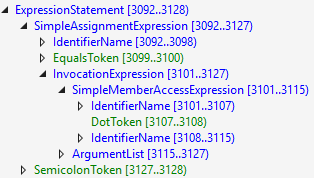 ExpressionStatement [3092..3128)
SimpleAssignmentExpression [3092..3127)
IdentifierName [3092..3098)
EqualsToken [3099..3100)
InvocationExpression [3101..3127)
SimpleMemberAccessExpression [3101..3115)
IdentifierName [3101..3107)
DotToken [3107..3108)
IdentifierName [3108..3115)
ArgumentList [3115..3127)
SemicolonToken [3127..3128)